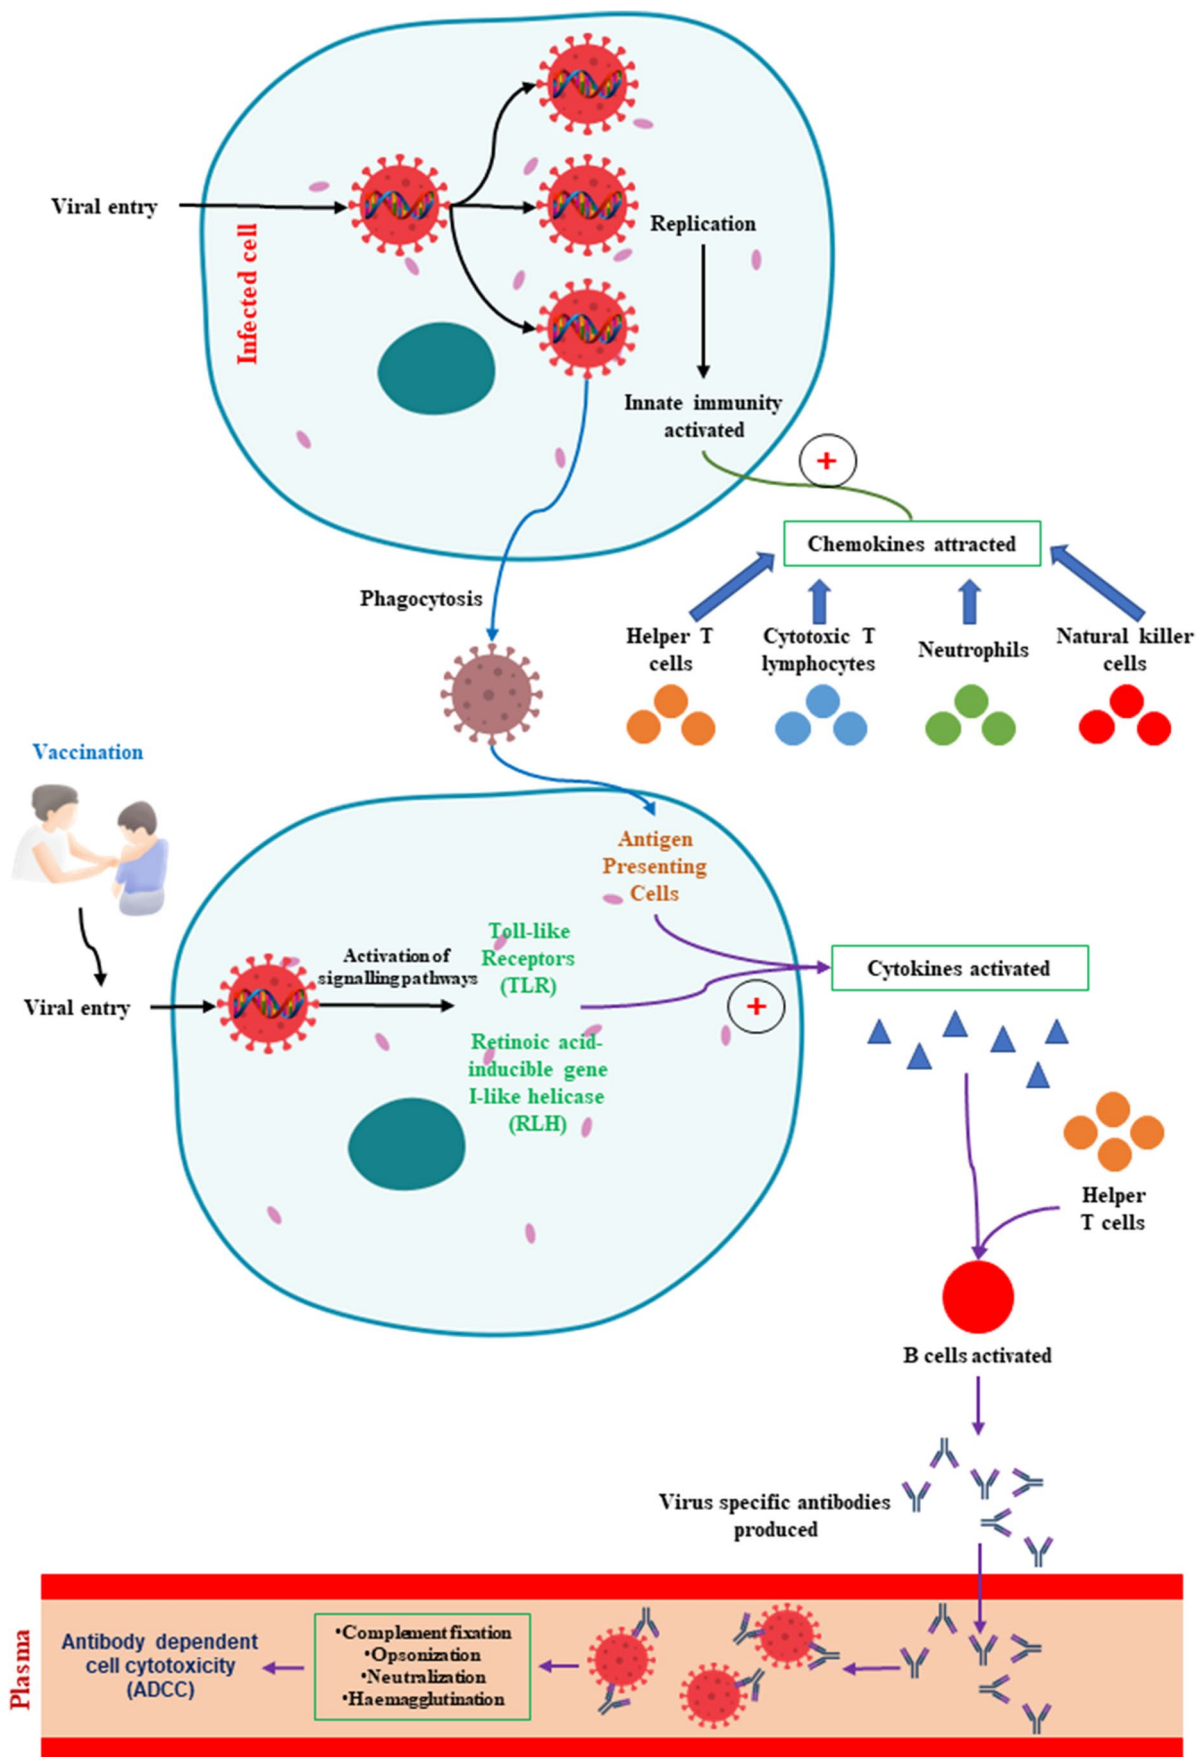 Viral entry
Infected cell
Replication
Innate immunity
activated
+
Chemokines attracted
Phagocytosis
Helper T
cells
Cytotoxic T
lymphocytes
Neutrophils
Natural killer
cells
Vaccination
Antigen
Presenting
Cells
Toll-like
Receptors
(TLR)
Activation of
signalling pathways
Cytokines activated
Viral entry
+
Retinoic acid-
inducible gene
I-like helicase
(RLH)
Helper
T cells
B cells activated
Virus specific antibodies
produced
Plasma
Antibody dependent
cell cytotoxicity
(ADCC)
•Complement fixation
•Opsonization
•Neutralization
•Haemagglutination